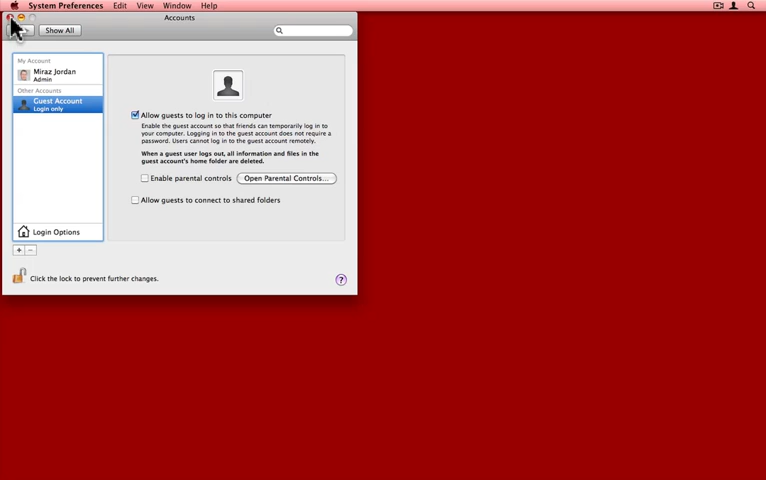 System Preferences Edit View Window Help
Accounts
Show All
My Account
Miraz Jordan
Admin
Other Accounts
Guest Account
Login only
Allow guests to log in to this computer
Enable the guest account so that friends can temporarily log in to
your computer. Logging in to the guest account does not require a
password. Users cannot log in to the guest account remotely.
When a guest user logs out, all information and files in the
guest account's home folder are deleted.
Enable parental controls Open Parental Controls...
Allow guests to connect to shared folders
Login Options
+ −
Click the lock to prevent further changes. ?